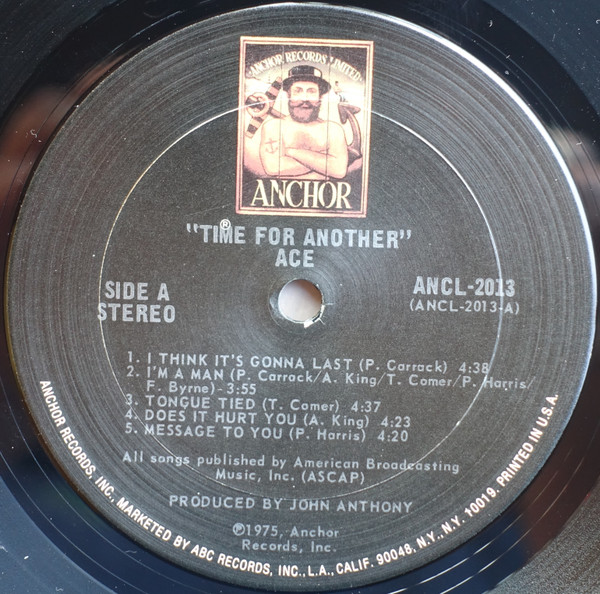 ANCHOR RECORDS LIMITED
ANCHOR
®
"TIME FOR ANOTHER"
ACE
SIDE A
STEREO
ANCL-2013
(ANCL-2013-A)
1. I THINK IT'S GONNA LAST (P. Carrack) 4:38
2. I'M A MAN (P. Carrack/A. King/T. Comer/P. Harris/
F. Byrne) - 3:55
3. TONGUE TIED (T. Comer) 4:37
4. DOES IT HURT YOU (A. King) 4:23
5. MESSAGE TO YOU (P. Harris) 4:20
All songs published by American Broadcasting
Music, Inc. (ASCAP)
PRODUCED BY JOHN ANTHONY
℗1975, Anchor
Records, Inc.
ANCHOR RECORDS, INC., MARKETED BY ABC RECORDS, INC., L.A., CALIF. 90048, N.Y., N.Y. 10019. PRINTED IN U.S.A.